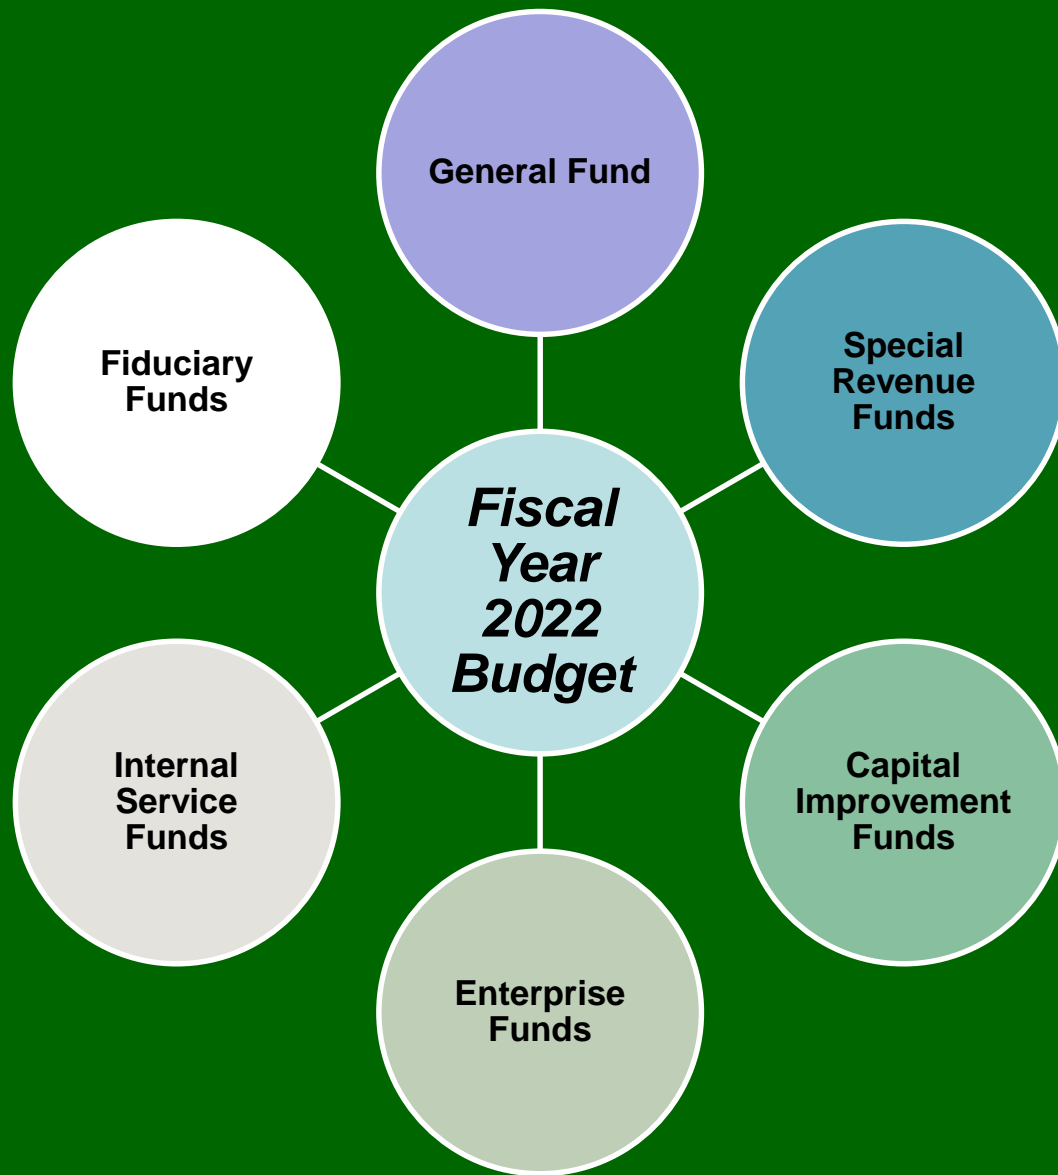 General Fund
Special
Revenue
Funds
Capital
Improvement
Funds
Enterprise
Funds
Internal
Service
Funds
Fiduciary
Funds
Fiscal
Year
2022
Budget